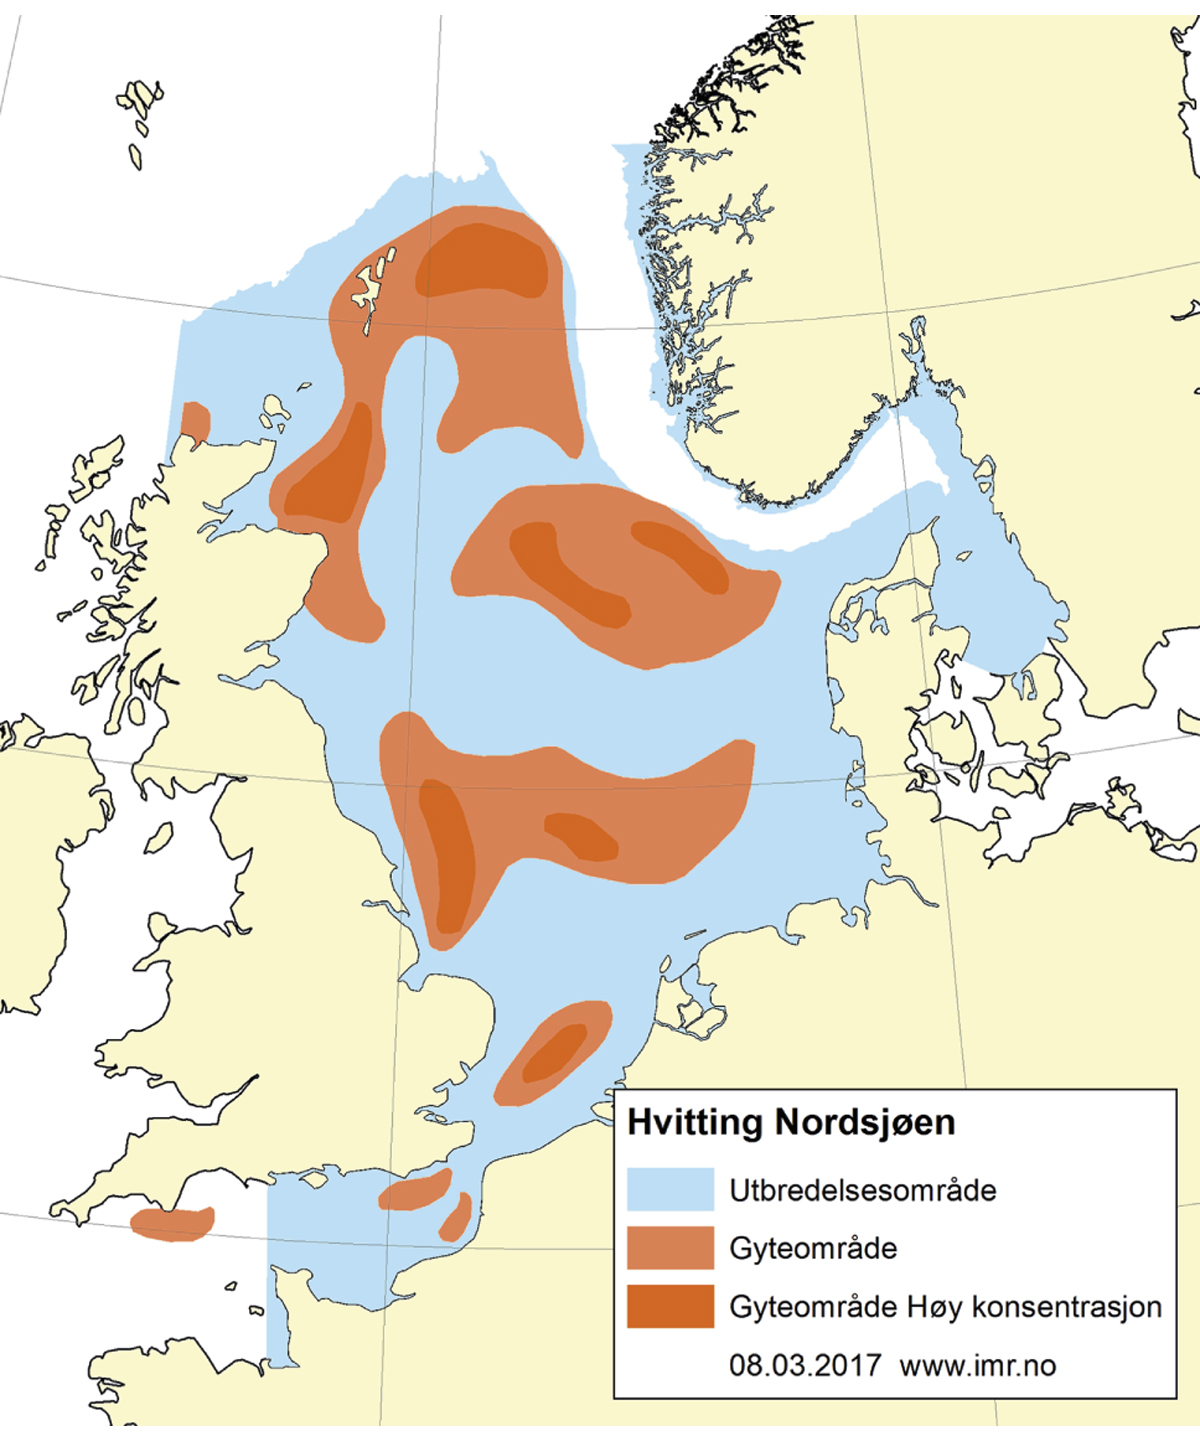 Hvitting Nordsjøen
Utbredelsesområde
Gyteområde
Gyteområde Høy konsentrasjon
08.03.2017 www.imr.no